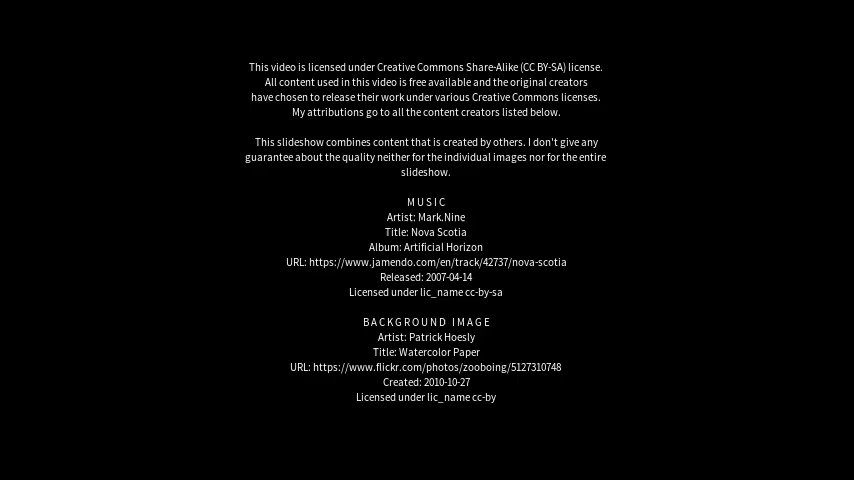 This video is licensed under Creative Commons Share-Alike (CC BY-SA) license.
All content used in this video is free available and the original creators
have chosen to release their work under various Creative Commons licenses.
My attributions go to all the content creators listed below.
This slideshow combines content that is created by others. I don't give any
guarantee about the quality neither for the individual images nor for the entire
slideshow.
MUSIC
Artist: Mark.Nine
Title: Nova Scotia
Album: Artificial Horizon
URL: https://www.jamendo.com/en/track/42737/nova-scotia
Released: 2007-04-14
Licensed under lic_name cc-by-sa
BACKGROUND IMAGE
Artist: Patrick Hoesly
Title: Watercolor Paper
URL: https://www.flickr.com/photos/zooboing/5127310748
Created: 2010-10-27
Licensed under lic_name cc-by